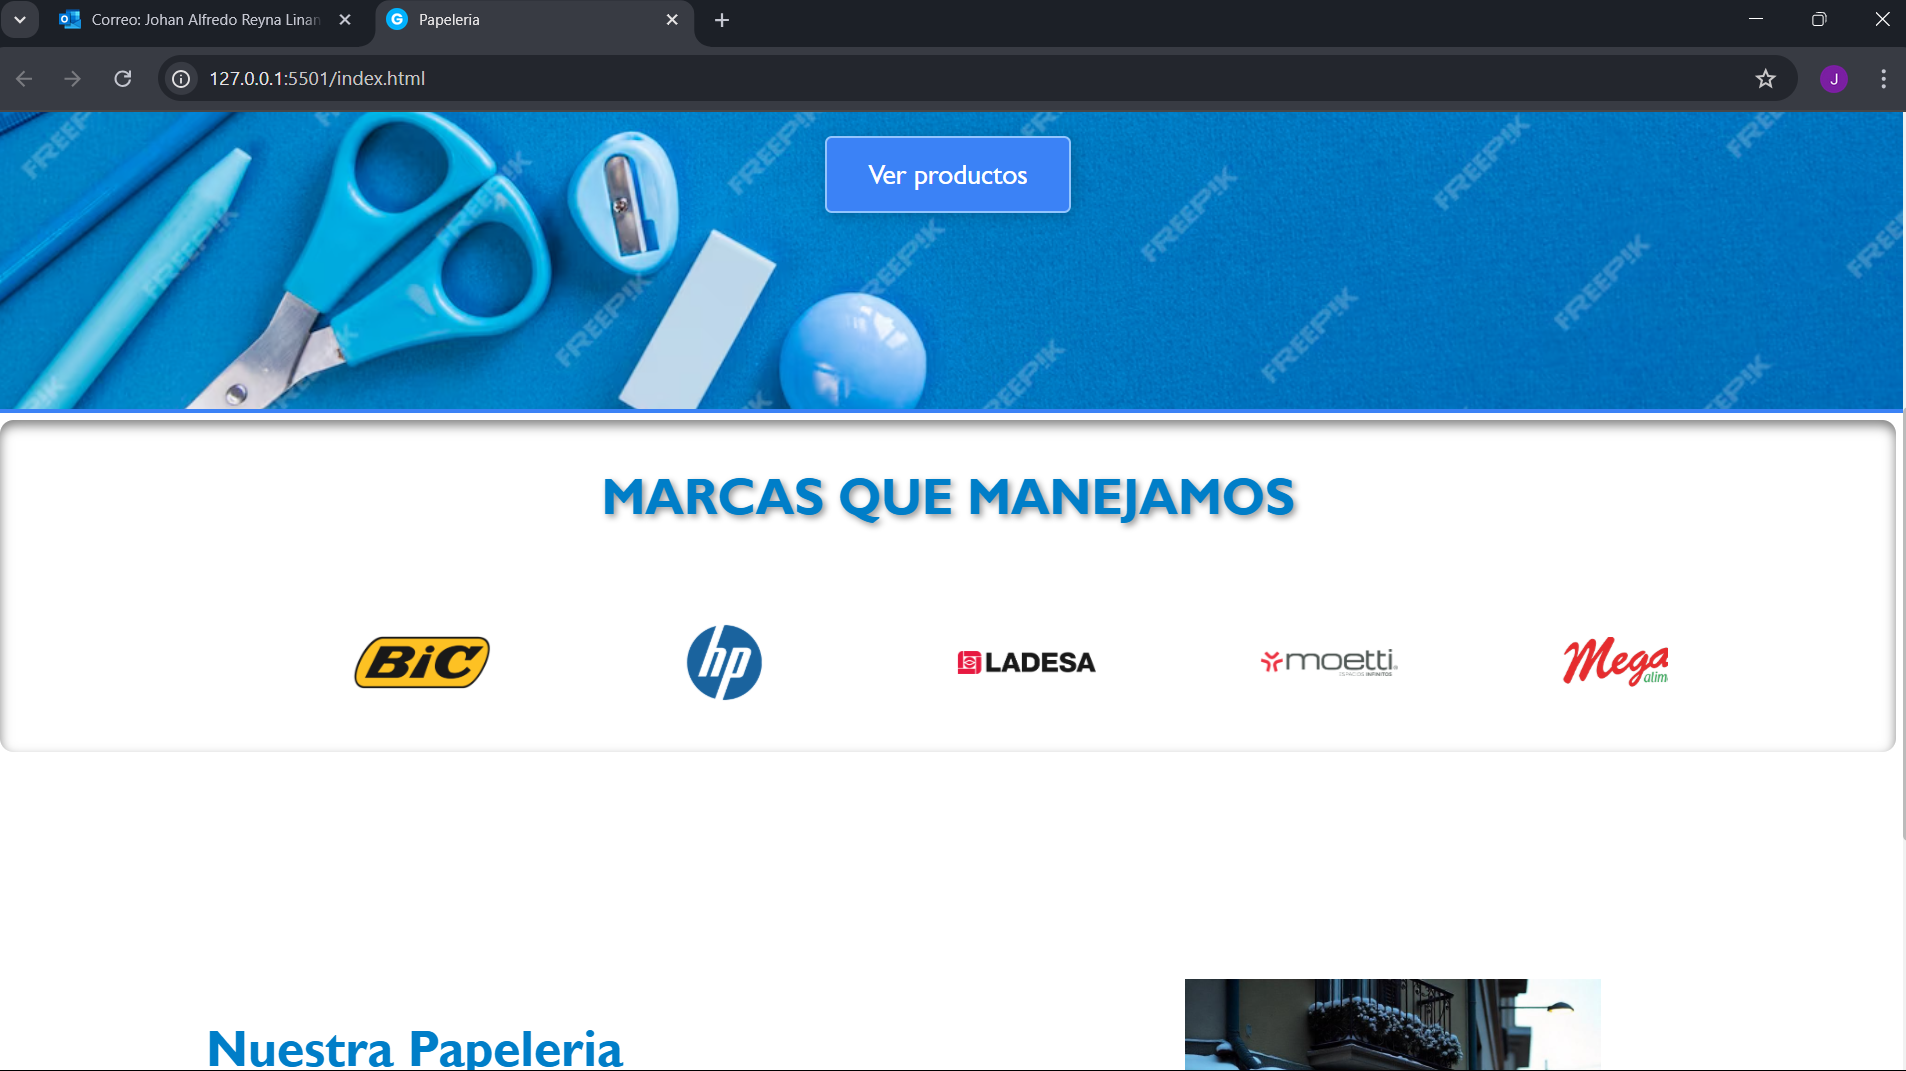 Correo: Johan Alfredo Reyna Linan
G
Papeleria
127.0.0.1:5501/index.html
J
FREEPIK
FREEPIK
FREEPIK
FREEPIK
FREEPIK
FREEPIK
FREEPIK
FREEPIK
FREEPIK
FREEPIK
FREEPIK
Ver productos
MARCAS QUE MANEJAMOS
BiC
hp
LADESA
moetti
ESPACIOS INFINITOS
Mega
alim
Nuestra Papeleria